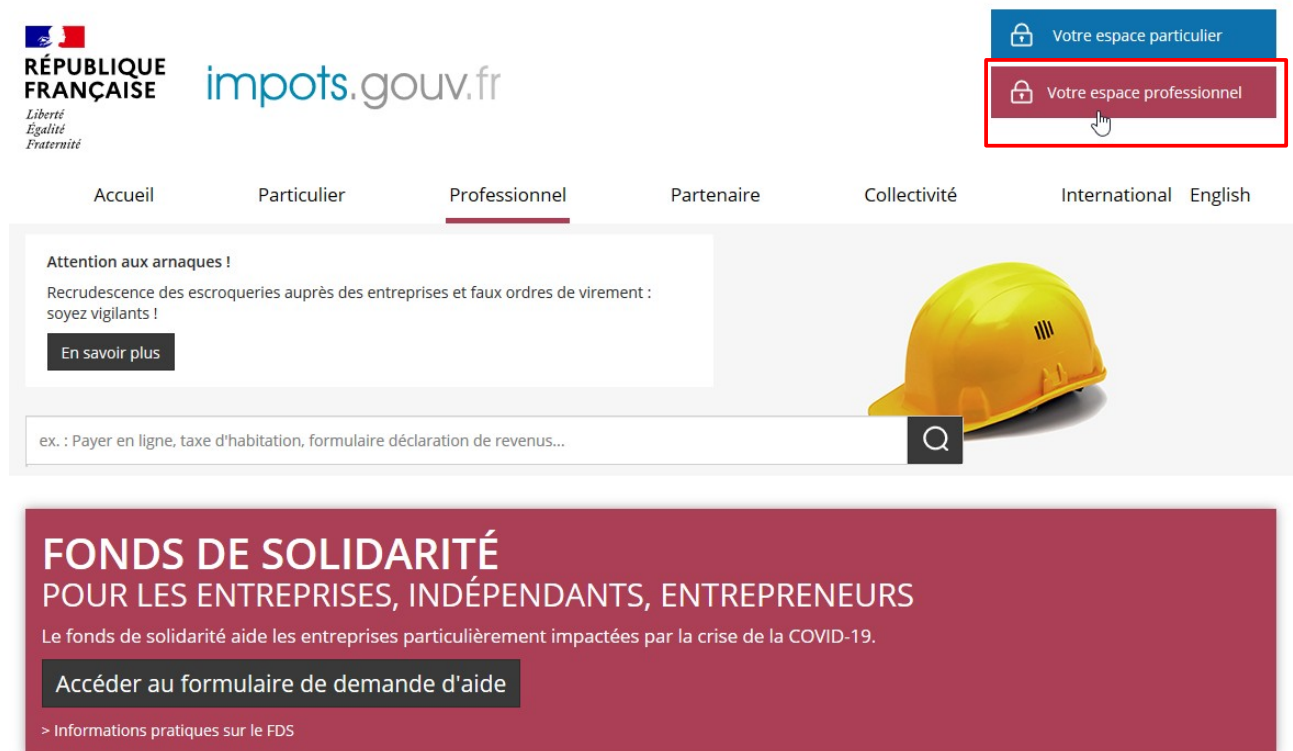 RÉPUBLIQUE
FRANÇAISE
Liberté
Égalité
Fraternité
impots.gouv.fr
Votre espace particulier
Votre espace professionnel
Accueil Particulier Professionnel Partenaire Collectivité International English
Attention aux arnaques !
Recrudescence des escroqueries auprès des entreprises et faux ordres de virement :
soyez vigilants !
En savoir plus
ex. : Payer en ligne, taxe d'habitation, formulaire déclaration de revenus...
FONDS DE SOLIDARITÉ
POUR LES ENTREPRISES, INDÉPENDANTS, ENTREPRENEURS
Le fonds de solidarité aide les entreprises particulièrement impactées par la crise de la COVID-19.
Accéder au formulaire de demande d'aide
> Informations pratiques sur le FDS